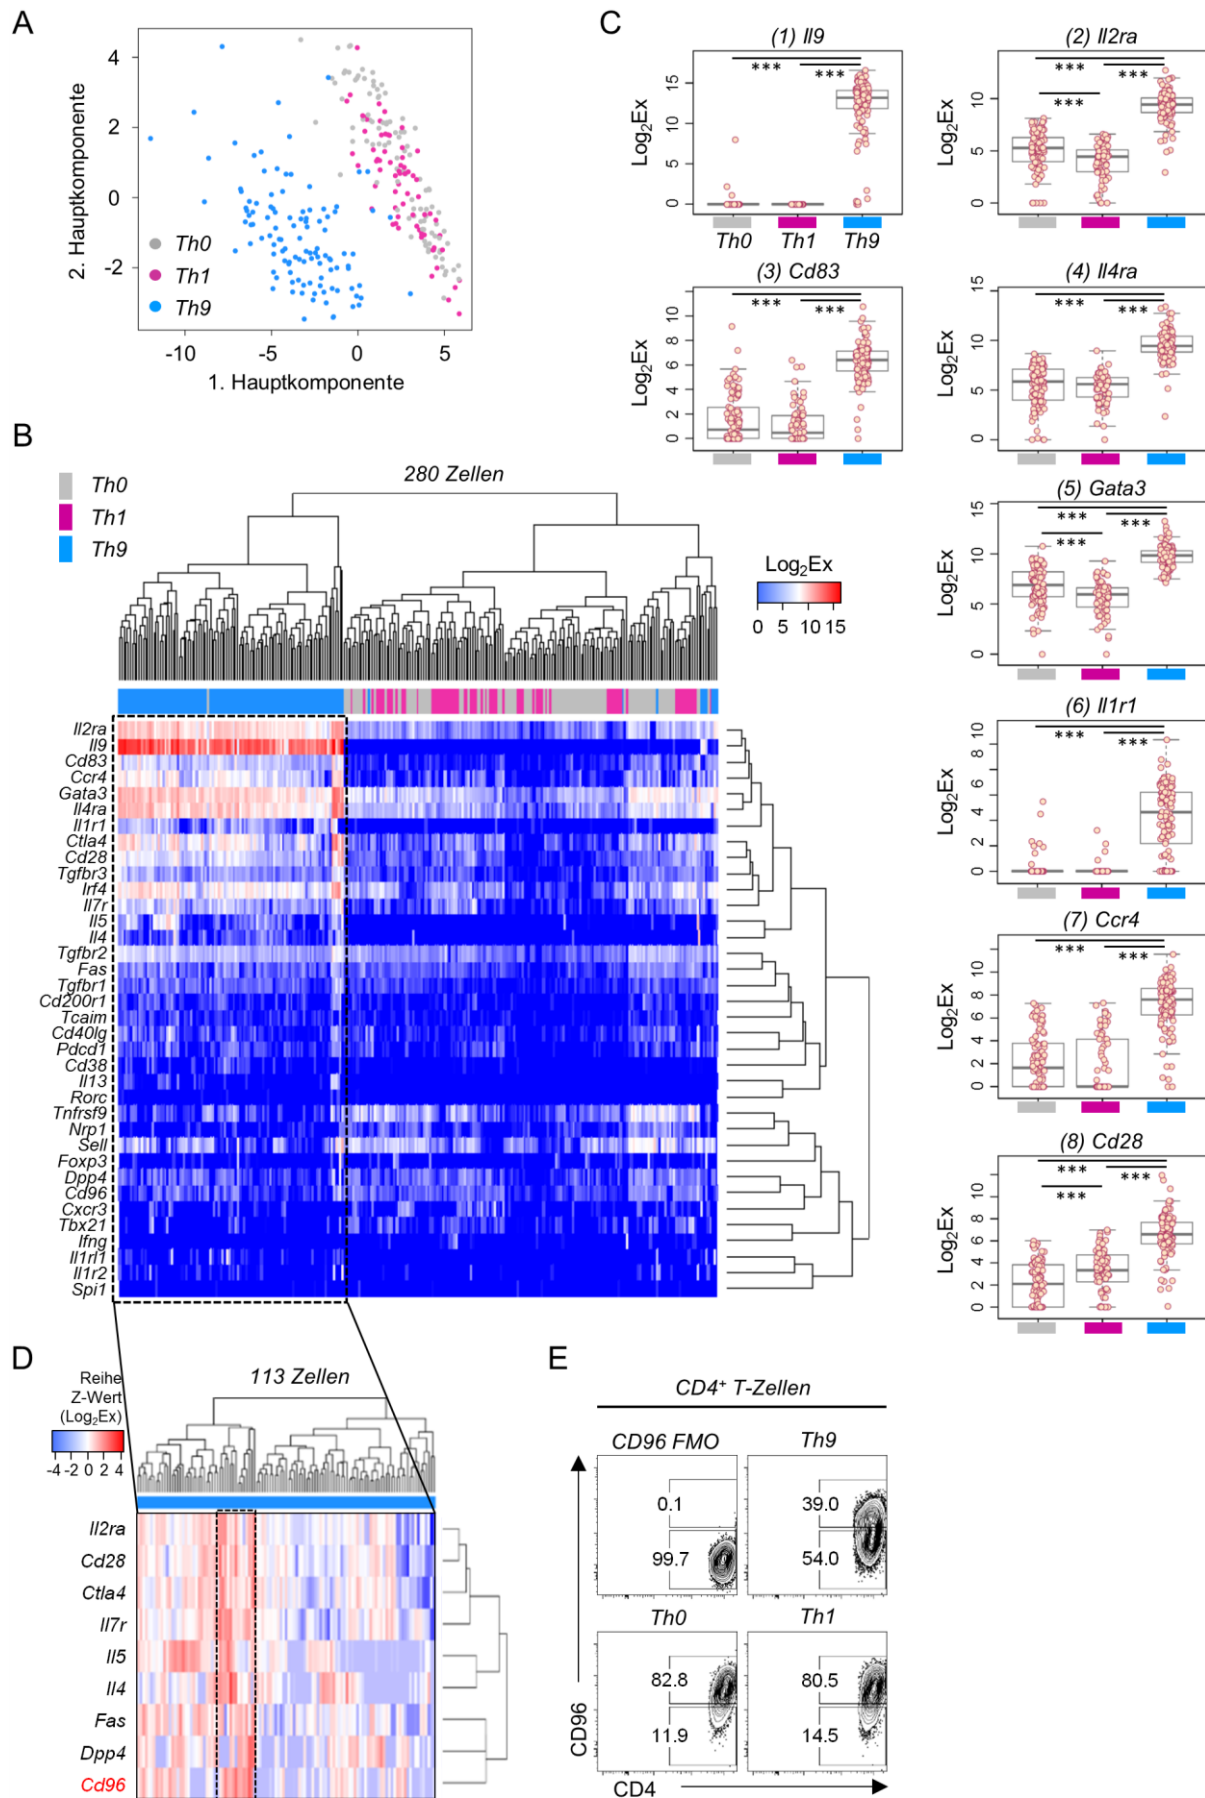 A
4
2
0
-2
2. Hauptkomponente
Th0
Th1
Th9
-10
-5
0
5
1. Hauptkomponente
B
Th0
Th1
Th9
280 Zellen
Log2Ex
0 5 10 15
Il2ra
Il9
Cd83
Ccr4
Gata3
Il4ra
Il1r1
Ctla4
Cd28
Tgfbr3
Irf4
Il7r
Il5
Il4
Tgfbr2
Fas
Tgfbr1
Cd200r1
Tcaim
Cd40lg
Pdcd1
Cd38
Il13
Rorc
Tnfrsf9
Nrp1
Sell
Foxp3
Dpp4
Cd96
Cxcr3
Tbx21
Ifng
Il1rl1
Il1r2
Spi1
C
(1) Il9
*** ***
Log2Ex
15
10
5
0
Th0 Th1 Th9
(2) Il2ra
*** ***
***
Log2Ex
10
5
0
(3) Cd83
*** ***
Log2Ex
10
8
6
4
2
0
(4) Il4ra
*** ***
Log2Ex
15
10
5
0
(5) Gata3
*** ***
***
Log2Ex
15
10
5
0
(6) Il1r1
*** ***
Log2Ex
10
8
6
4
2
0
(7) Ccr4
*** ***
Log2Ex
10
8
6
4
2
0
(8) Cd28
*** ***
***
Log2Ex
10
8
6
4
2
0
D
Reihe
Z-Wert
(Log2Ex)
-4 -2 0 2 4
113 Zellen
Il2ra
Cd28
Ctla4
Il7r
Il5
Il4
Fas
Dpp4
Cd96
E
CD4+ T-Zellen
CD96 FMO
0.1
99.7
Th9
39.0
54.0
Th0
82.8
11.9
Th1
80.5
14.5
CD96
CD4